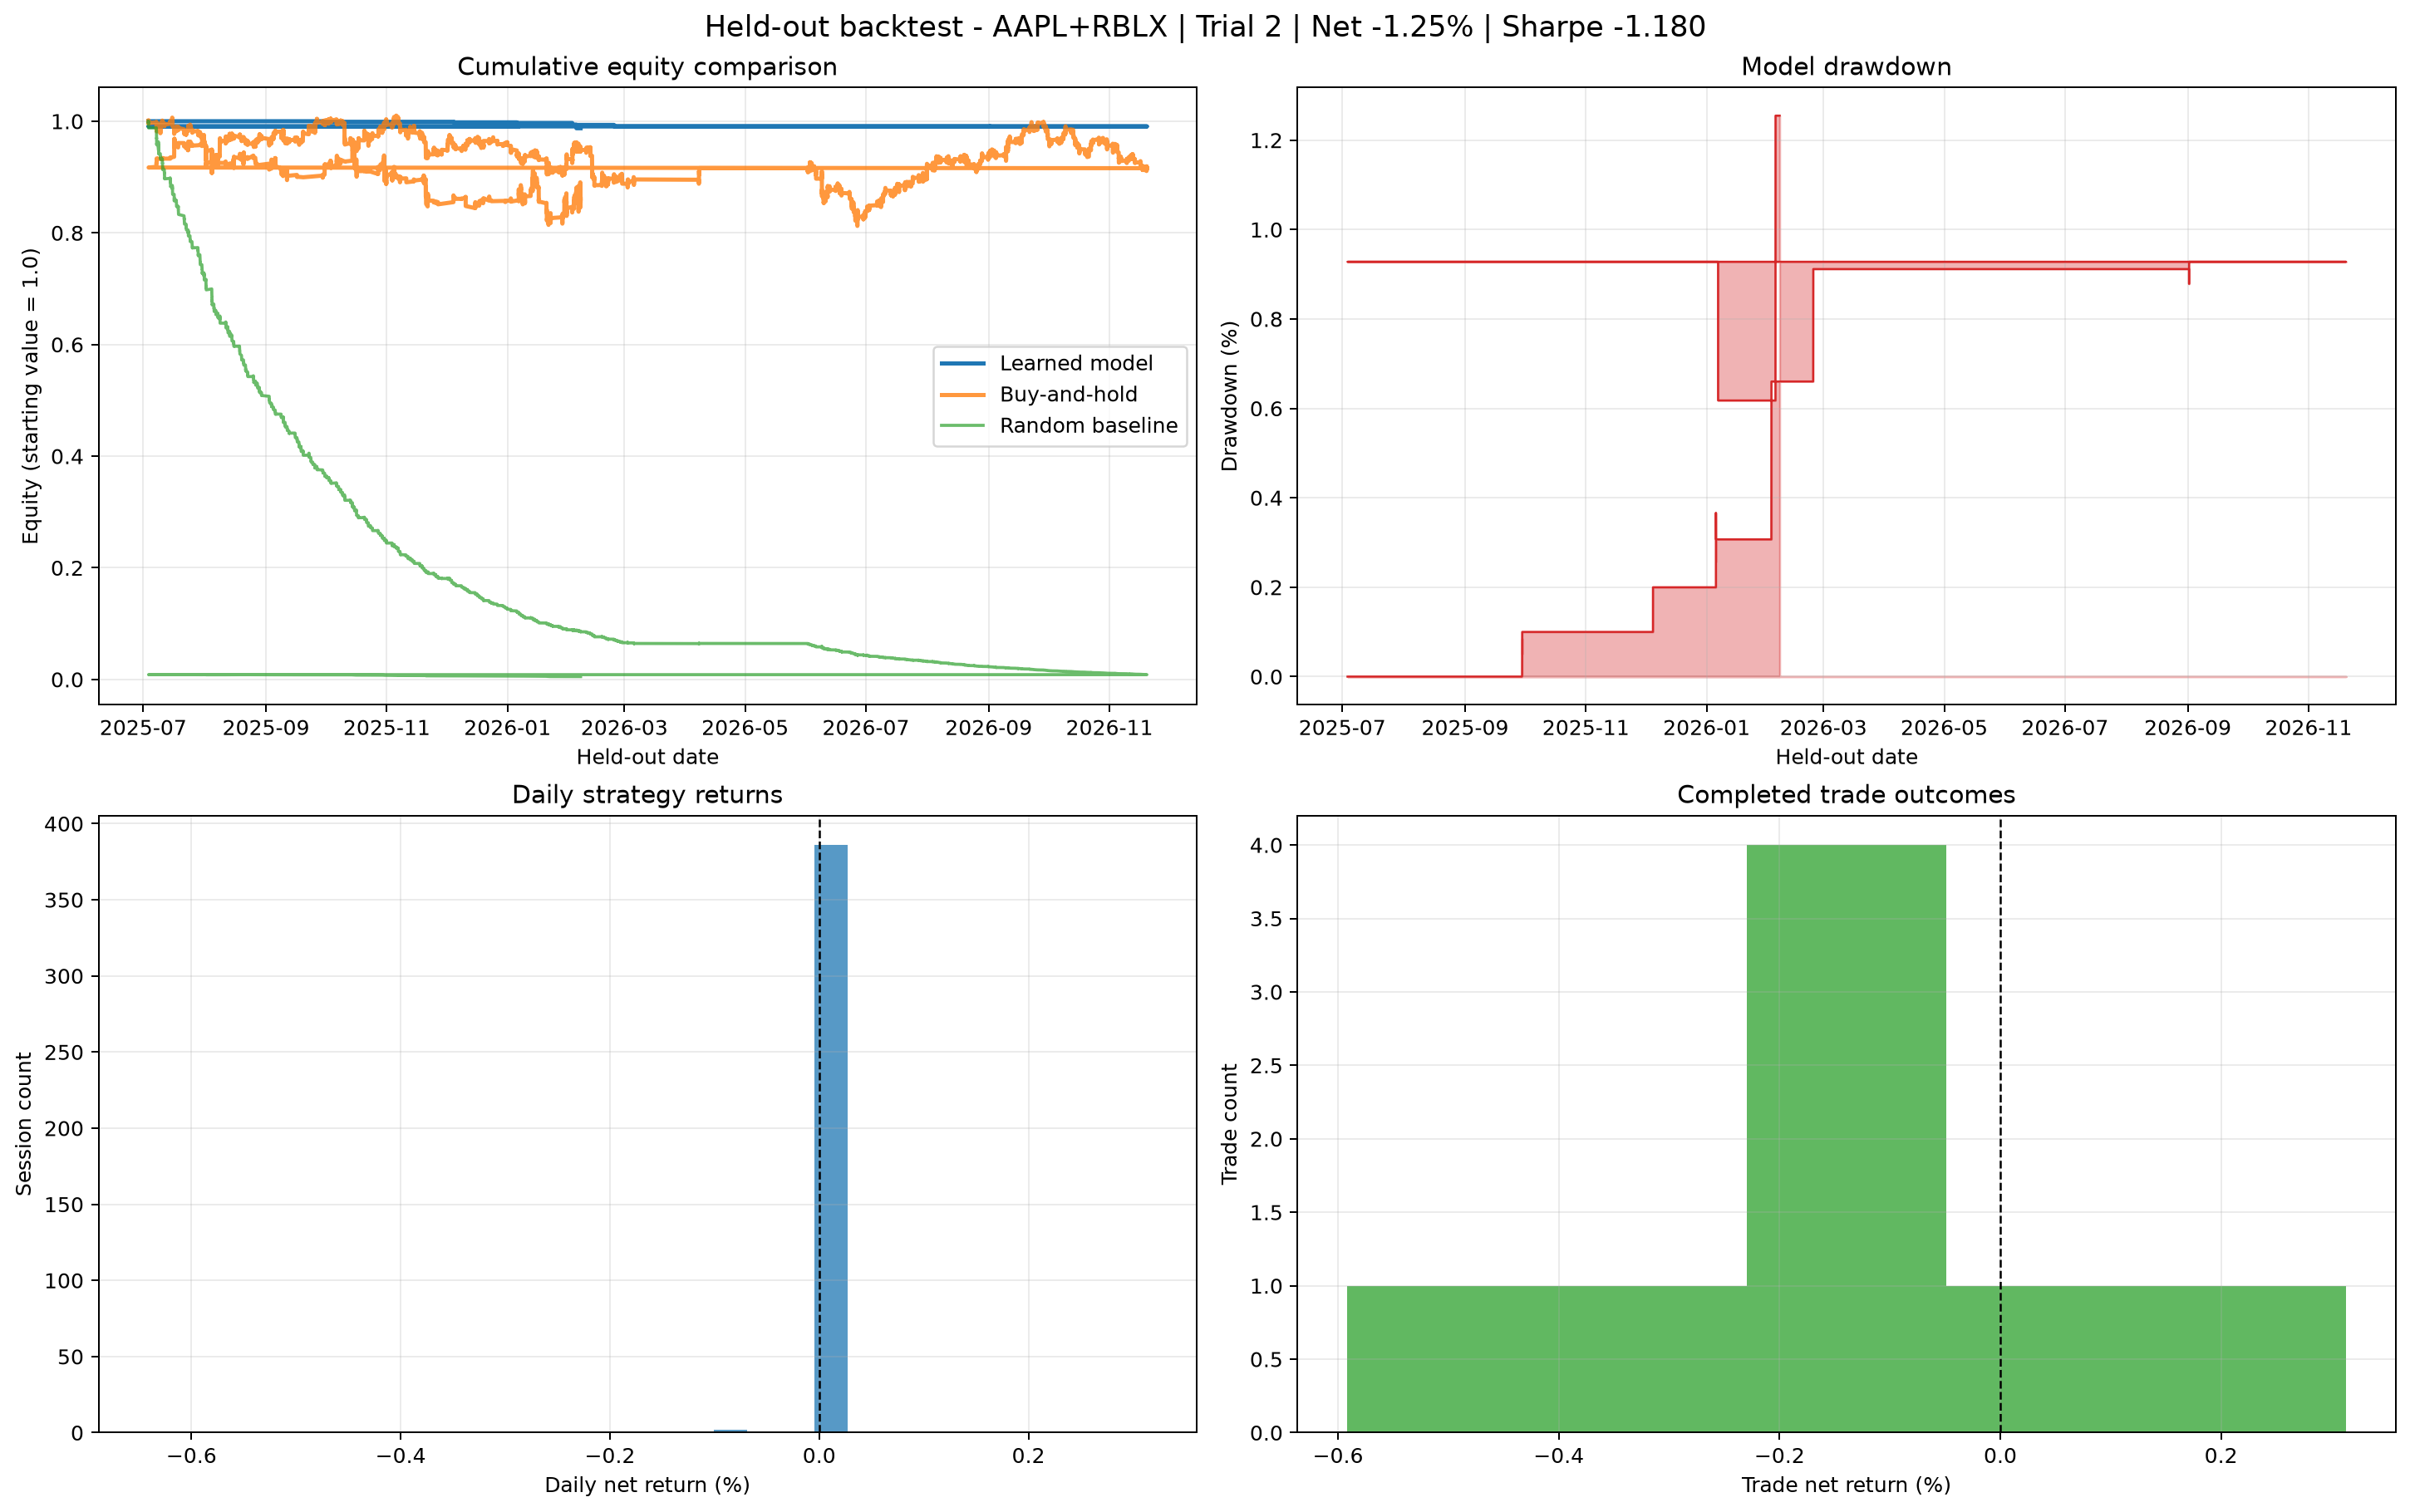 Held-out backtest - AAPL+RBLX | Trial 2 | Net -1.25% | Sharpe -1.180
Cumulative equity comparison
Equity (starting value = 1.0)
1.0
0.8
0.6
0.4
0.2
0.0
Learned model
Buy-and-hold
Random baseline
2025-07 2025-09 2025-11 2026-01 2026-03 2026-05 2026-07 2026-09 2026-11
Held-out date
Model drawdown
Drawdown (%)
1.2
1.0
0.8
0.6
0.4
0.2
0.0
2025-07 2025-09 2025-11 2026-01 2026-03 2026-05 2026-07 2026-09 2026-11
Held-out date
Daily strategy returns
Session count
400
350
300
250
200
150
100
50
0
−0.6 −0.4 −0.2 0.0 0.2
Daily net return (%)
Completed trade outcomes
Trade count
4.0
3.5
3.0
2.5
2.0
1.5
1.0
0.5
0.0
−0.6 −0.4 −0.2 0.0 0.2
Trade net return (%)